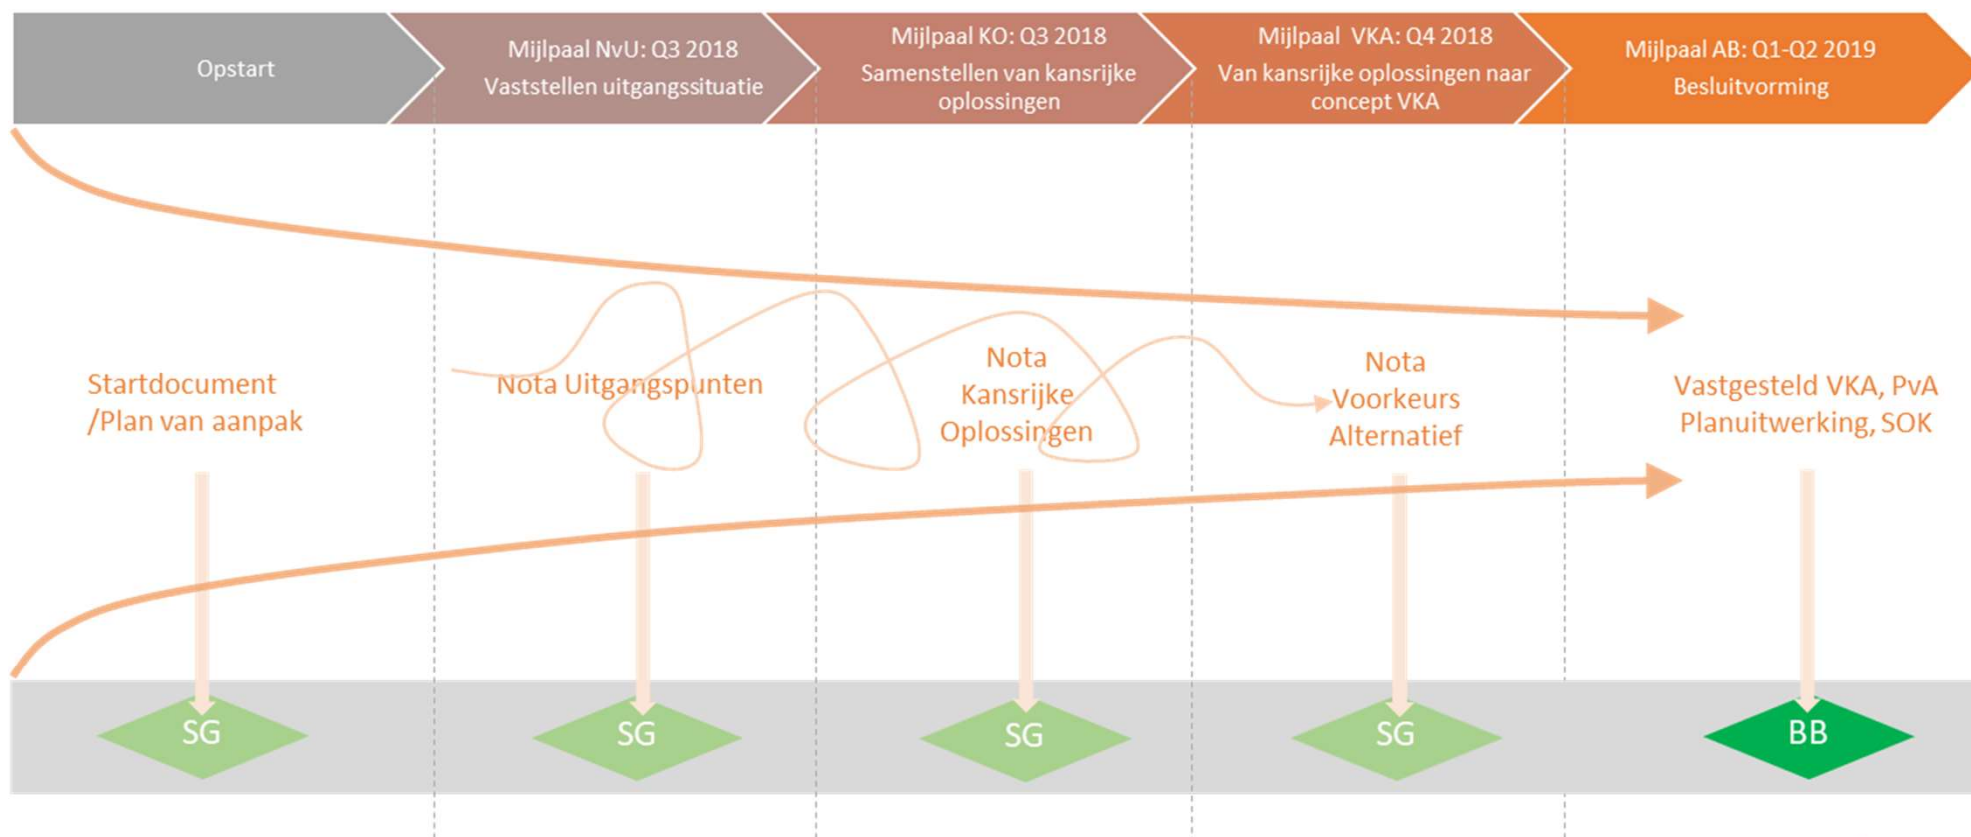 Opstart
Mijlpaal NvU: Q3 2018
Vaststellen uitgangssituatie
Mijlpaal KO: Q3 2018
Samenstellen van kansrijke
oplossingen
Mijlpaal VKA: Q4 2018
Van kansrijke oplossingen naar
concept VKA
Mijlpaal AB: Q1-Q2 2019
Besluitvorming
Startdocument
/Plan van aanpak
Nota Uitgangspunten
Nota
Kansrijke
Oplossingen
Nota
Voorkeurs
Alternatief
Vastgesteld VKA, PvA
Planuitwerking, SOK
SG
SG
SG
SG
BB